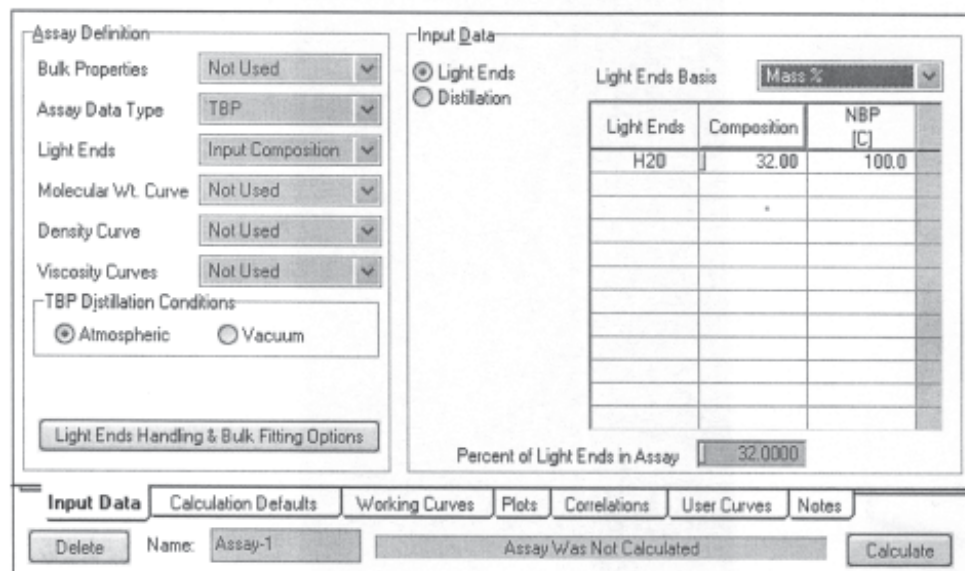 Assay Definition
Bulk Properties Not Used
Assay Data Type TBP
Light Ends Input Composition
Molecular Wt. Curve Not Used
Density Curve Not Used
Viscosity Curves Not Used
TBP Distillation Conditions
Atmospheric Vacuum
Light Ends Handling & Bulk Fitting Options
Input Data
Light Ends
Distillation
Light Ends Basis Mass %
Light Ends Composition NBP [C]
H2O 32.00 100.0
Percent of Light Ends in Assay 32.0000
Input Data Calculation Defaults Working Curves Plots Correlations User Curves Notes
Delete Name: Assay-1 Assay Was Not Calculated Calculate